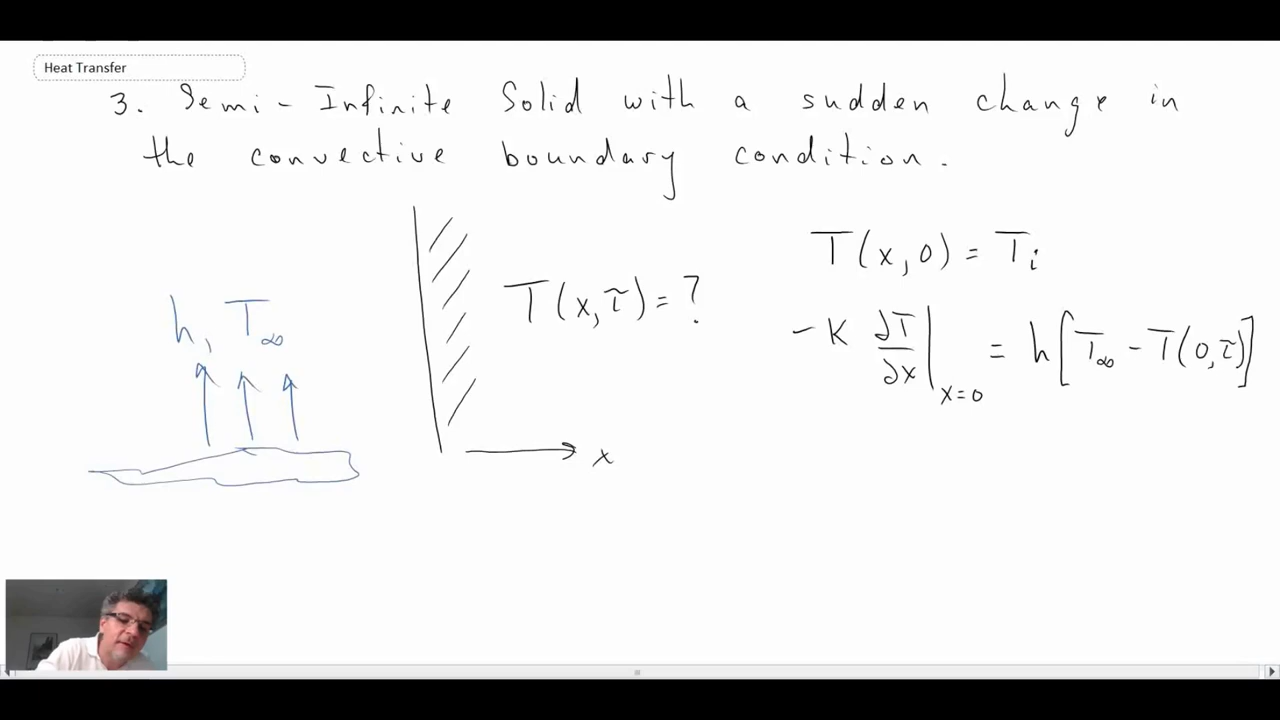 Heat Transfer
3. Semi-Infinite Solid with a sudden change in
the convective boundary condition.
T(x,0) = Ti
T(x,τ) = ?
h, T∞
-K ∂T/∂x |x=0 = h[T∞ - T(0,τ)]
x